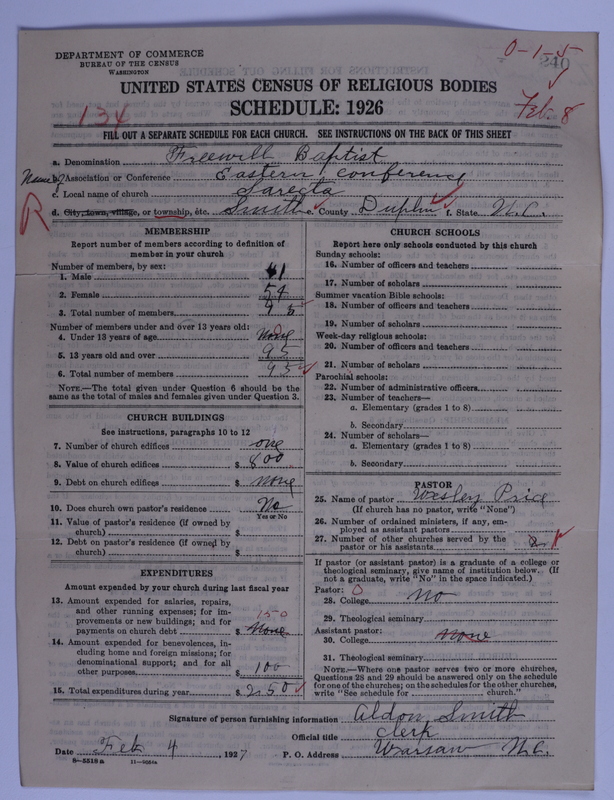 DEPARTMENT OF COMMERCE
BUREAU OF THE CENSUS
WASHINGTON
0-1-5
240
UNITED STATES CENSUS OF RELIGIOUS BODIES
SCHEDULE: 1926
134
Feb. 8
FILL OUT A SEPARATE SCHEDULE FOR EACH CHURCH. SEE INSTRUCTIONS ON THE BACK OF THIS SHEET
a. Denomination Freewill Baptist
b. Association or Conference Eastern Conference
c. Local name of church Sarecta
R
d. City, town, village, or township, etc. Smith e. County Duplin f. State N.C.
MEMBERSHIP
Report number of members according to definition of member in your church
Number of members, by sex:
1. Male 41
2. Female 54
3. Total number of members 95
Number of members under and over 13 years old:
4. Under 13 years of age None
5. 13 years old and over 95
6. Total number of members 95
NOTE.—The total given under Question 6 should be the same as the total of males and females given under Question 3.
CHURCH BUILDINGS
See instructions, paragraphs 10 to 12
7. Number of church edifices one
8. Value of church edifices $ 800
9. Debt on church edifices $ none
10. Does church own pastor's residence No
Yes or No
11. Value of pastor's residence (if owned by church) $
12. Debt on pastor's residence (if owned by church) $
EXPENDITURES
Amount expended by your church during last fiscal year
13. Amount expended for salaries, repairs, and other running expenses; for improvements or new buildings; and for payments on church debt $ None 150
14. Amount expended for benevolences, including home and foreign missions; for denominational support; and for all other purposes $ 100
15. Total expenditures during year $ 250
CHURCH SCHOOLS
Report here only schools conducted by this church
Sunday schools:
16. Number of officers and teachers
17. Number of scholars
Summer vacation Bible schools:
18. Number of officers and teachers
19. Number of scholars
Week-day religious schools:
20. Number of officers and teachers
21. Number of scholars
Parochial schools:
22. Number of administrative officers
23. Number of teachers—
a. Elementary (grades 1 to 8)
b. Secondary
24. Number of scholars—
a. Elementary (grades 1 to 8)
b. Secondary
PASTOR
25. Name of pastor Wesley Price
(If church has no pastor, write "None")
26. Number of ordained ministers, if any, employed as assistant pastors
27. Number of other churches served by the pastor or his assistants 2
If pastor (or assistant pastor) is a graduate of a college or theological seminary, give name of institution below. (If not a graduate, write "No" in the space indicated.)
Pastor: 0
28. College No
29. Theological seminary
Assistant pastor:
30. College none
31. Theological seminary
NOTE.—Where one pastor serves two or more churches, Questions 28 and 29 should be answered only on the schedule for one of the churches; on the schedules for the other churches, write "See schedule for church."
Signature of person furnishing information Aldon Smith
Official title Clerk
Date Feb 4, 1927 P. O. Address Warsaw N.C.
8—5518a 11—9064a